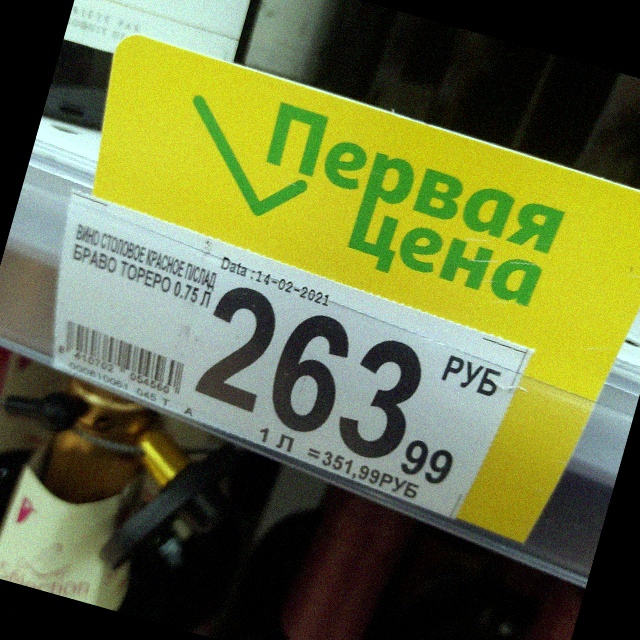 Первая
Цена
ВИНО СТОЛОВОЕ КРАСНОЕ П/СЛАД
БРАВО ТОРЕРО 0.75 Л
Data :14-02-2021
263 99
РУБ
1 Л =351,99РУБ